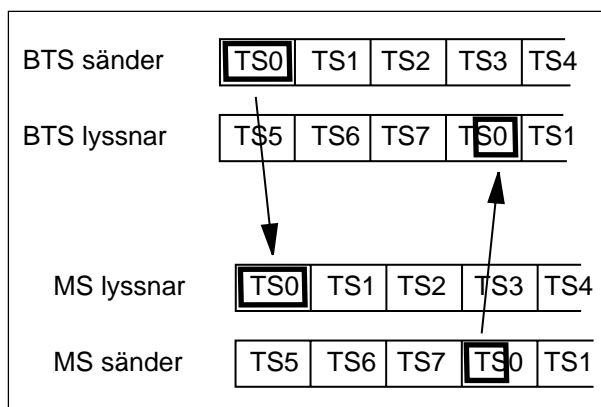 BTS sänder TS0 TS1 TS2 TS3 TS4
BTS lyssnar TS5 TS6 TS7 TS0 TS1
MS lyssnar TS0 TS1 TS2 TS3 TS4
MS sänder TS5 TS6 TS7 TS0 TS1